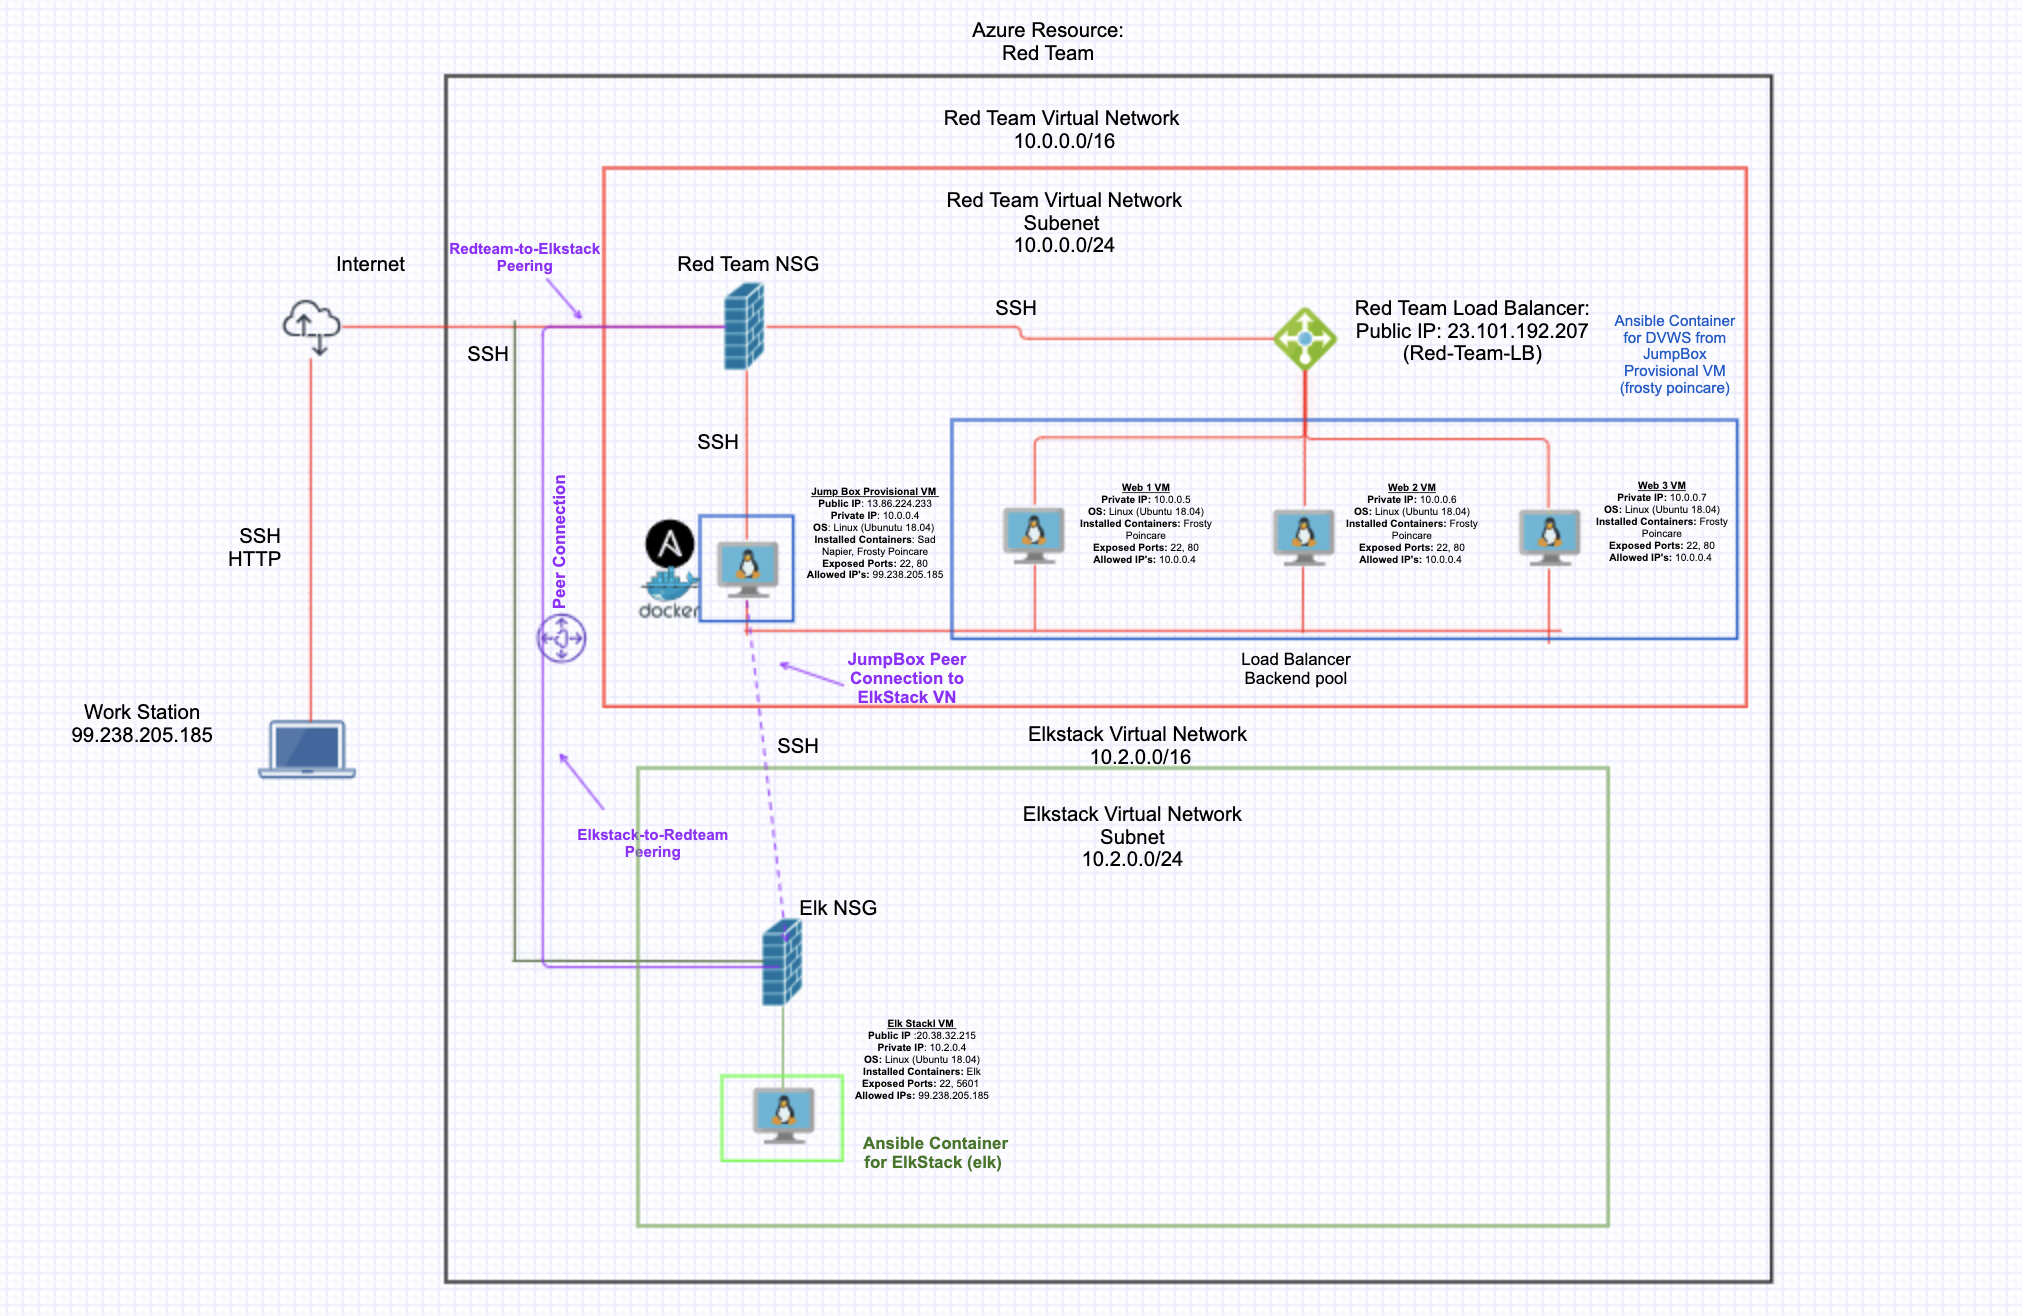 Azure Resource:
Red Team
Red Team Virtual Network
10.0.0.0/16
Red Team Virtual Network
Subenet
10.0.0.0/24
Redteam-to-Elkstack
Peering
Internet
Red Team NSG
SSH
SSH
Red Team Load Balancer:
Public IP: 23.101.192.207
(Red-Team-LB)
Ansible Container
for DVWS from
JumpBox
Provisional VM
(frosty poincare)
SSH
Peer Connection
SSH
HTTP
docker
Jump Box Provisional VM
Public IP: 13.86.224.233
Private IP: 10.0.0.4
OS: Linux (Ubunutu 18.04)
Installed Containers: Sad
Napier, Frosty Poincare
Exposed Ports: 22, 80
Allowed IP's: 99.238.205.185
Web 1 VM
Private IP: 10.0.0.5
OS: Linux (Ubuntu 18.04)
Installed Containers: Frosty
Poincare
Exposed Ports: 22, 80
Allowed IP's: 10.0.0.4
Web 2 VM
Private IP: 10.0.0.6
OS: Linux (Ubuntu 18.04)
Installed Containers: Frosty
Poincare
Exposed Ports: 22, 80
Allowed IP's: 10.0.0.4
Web 3 VM
Private IP: 10.0.0.7
OS: Linux (Ubuntu 18.04)
Installed Containers: Frosty
Poincare
Exposed Ports: 22, 80
Allowed IP's: 10.0.0.4
JumpBox Peer
Connection to
ElkStack VN
Load Balancer
Backend pool
Work Station
99.238.205.185
SSH
Elkstack Virtual Network
10.2.0.0/16
Elkstack Virtual Network
Subnet
10.2.0.0/24
Elkstack-to-Redteam
Peering
Elk NSG
Elk Stackl VM
Public IP :20.38.32.215
Private IP: 10.2.0.4
OS: Linux (Ubuntu 18.04)
Installed Containers: Elk
Exposed Ports: 22, 5601
Allowed IPs: 99.238.205.185
Ansible Container
for ElkStack (elk)